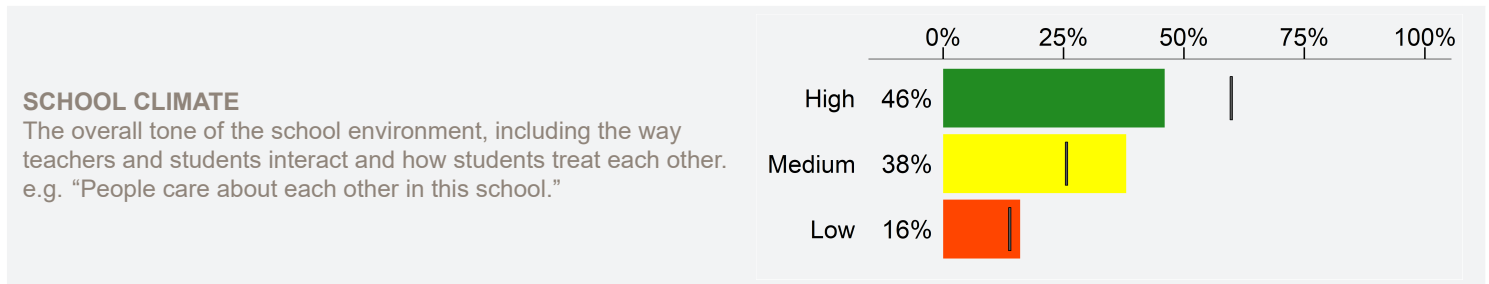 SCHOOL CLIMATE
The overall tone of the school environment, including the way
teachers and students interact and how students treat each other.
e.g. “People care about each other in this school.”
0% 25% 50% 75% 100%
High 46%
Medium 38%
Low 16%